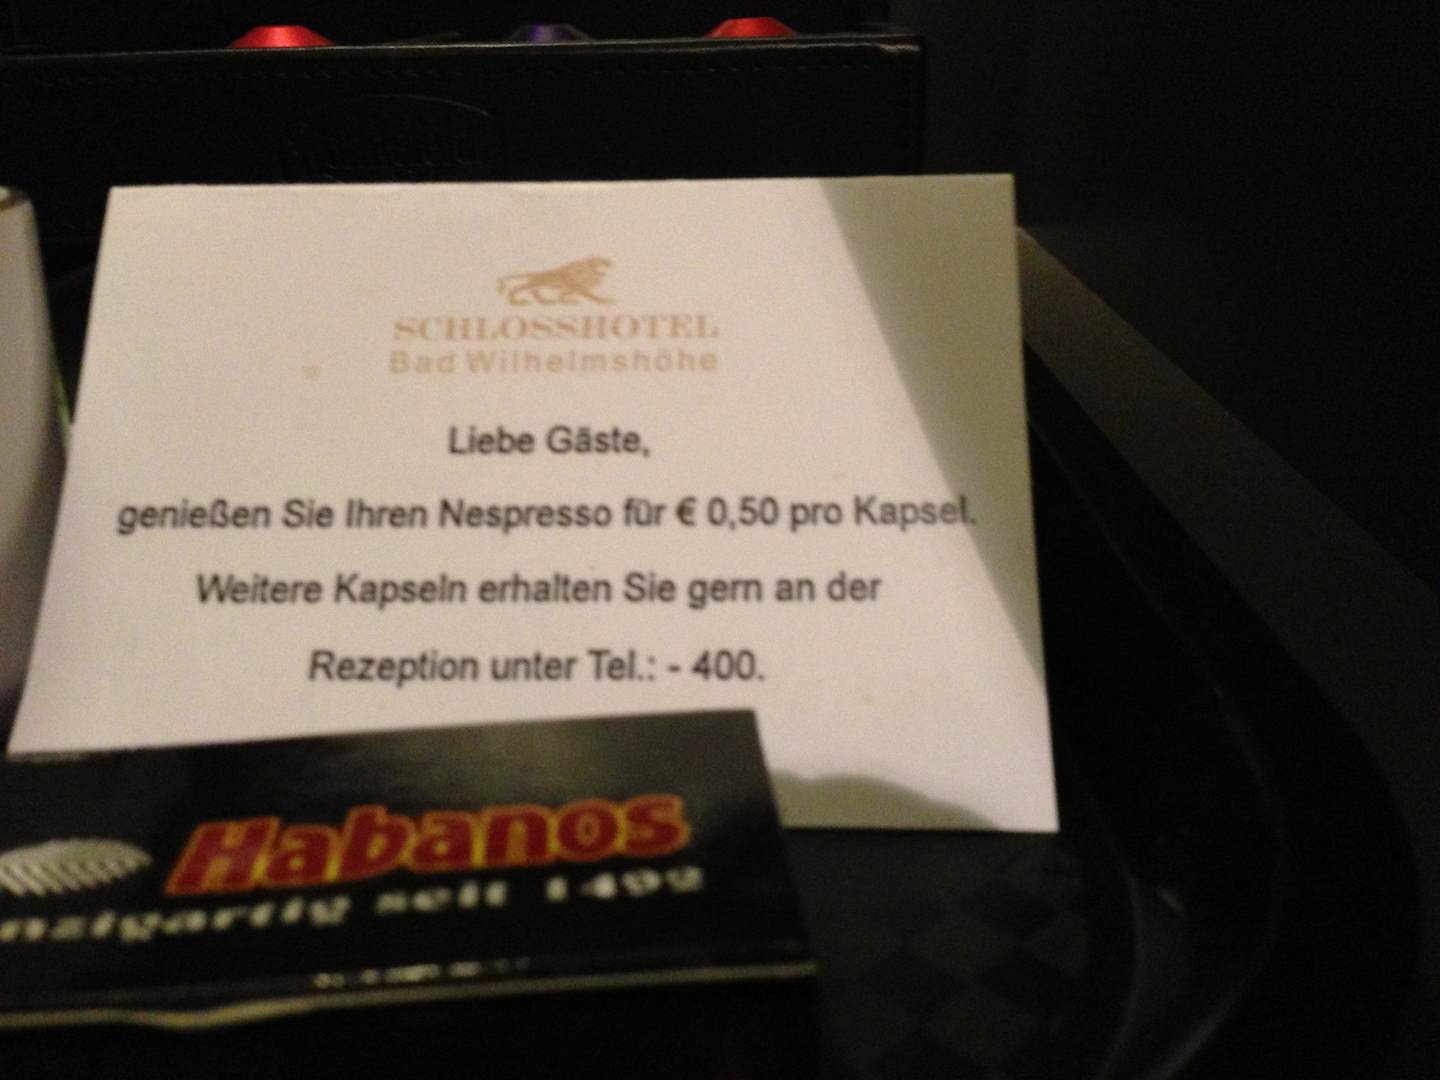 SCHLOSSHOTEL
Bad Wilhelmshöhe
Liebe Gäste,
genießen Sie Ihren Nespresso für € 0,50 pro Kapsel.
Weitere Kapseln erhalten Sie gern an der
Rezeption unter Tel.: - 400.
Habanos
nzigartig seit 1492